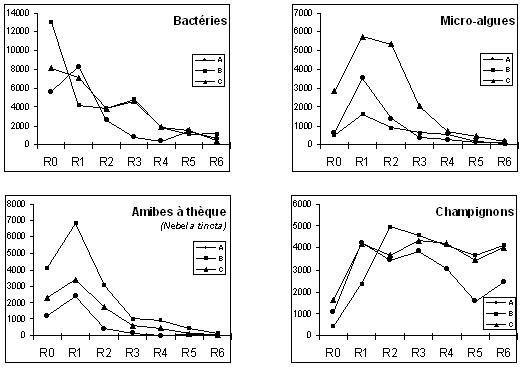 Bactéries
14000
12000
10000
8000
6000
4000
2000
0
A
B
C
R0 R1 R2 R3 R4 R5 R6
Micro-algues
7000
6000
5000
4000
3000
2000
1000
0
A
B
C
R0 R1 R2 R3 R4 R5 R6
Amibes à thèque
(Nebela tincta)
8000
7000
6000
5000
4000
3000
2000
1000
0
A
B
C
R0 R1 R2 R3 R4 R5 R6
Champignons
6000
5000
4000
3000
2000
1000
0
A
B
C
R0 R1 R2 R3 R4 R5 R6